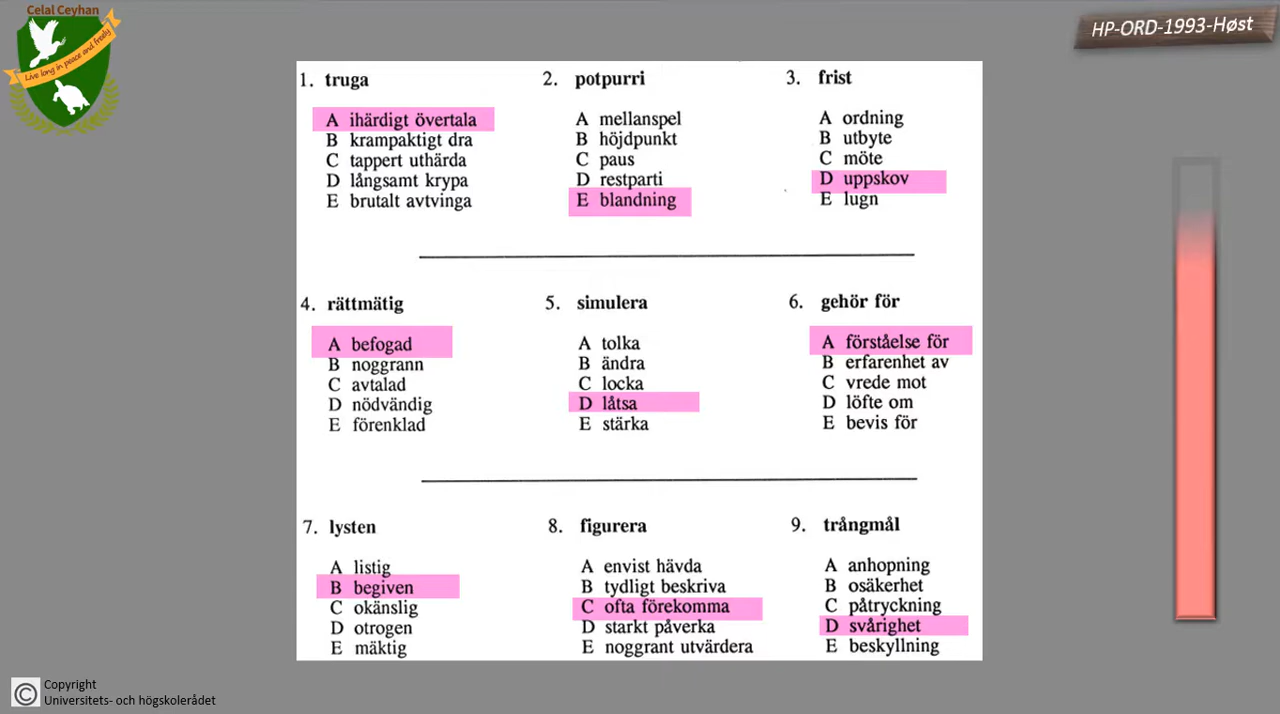 Celal Ceyhan
Live long in peace and freely
HP-ORD-1993-Høst
1. truga
A ihärdigt övertala
B krampaktigt dra
C tappert uthärda
D långsamt krypa
E brutalt avtvinga
2. potpurri
A mellanspel
B höjdpunkt
C paus
D restparti
E blandning
3. frist
A ordning
B utbyte
C möte
D uppskov
E lugn
4. rättmätig
A befogad
B noggrann
C avtalad
D nödvändig
E förenklad
5. simulera
A tolka
B ändra
C locka
D låtsa
E stärka
6. gehör för
A förståelse för
B erfarenhet av
C vrede mot
D löfte om
E bevis för
7. lysten
A listig
B begiven
C okänslig
D otrogen
E mäktig
8. figurera
A envist hävda
B tydligt beskriva
C ofta förekomma
D starkt påverka
E noggrant utvärdera
9. trångmål
A anhopning
B osäkerhet
C påtryckning
D svårighet
E beskyllning
© Copyright
Universitets- och högskolerådet